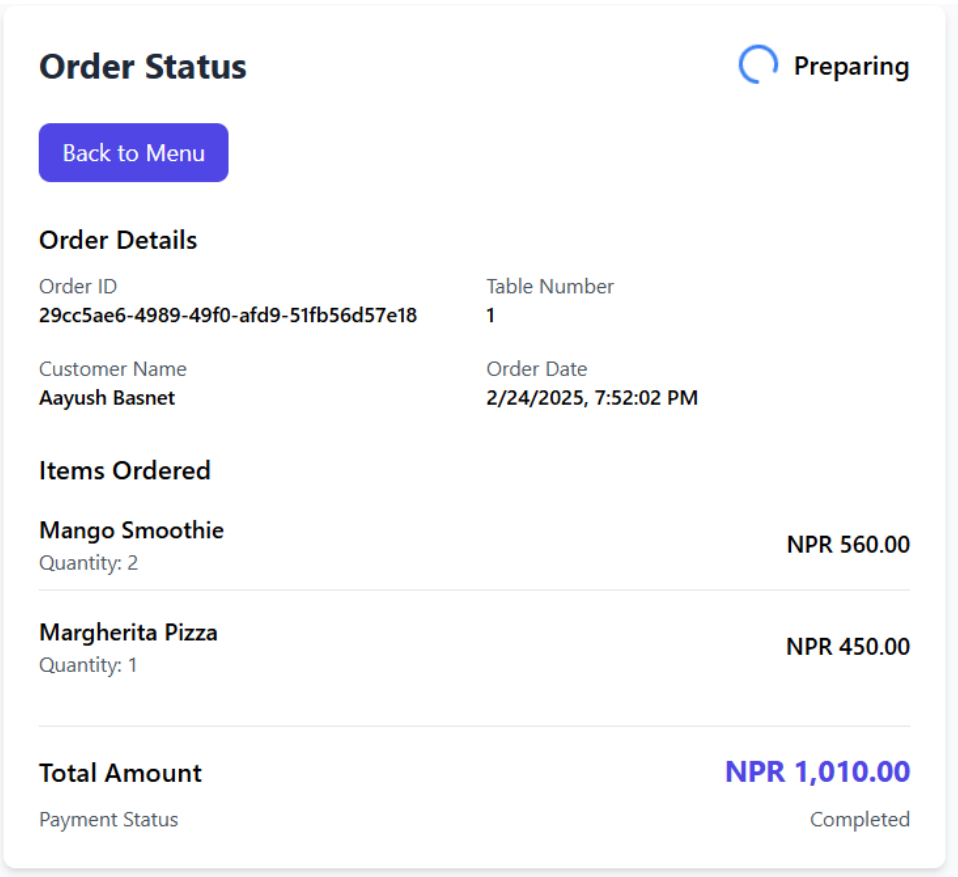 Order Status
Preparing
Back to Menu
Order Details
Order ID
29cc5ae6-4989-49f0-afd9-51fb56d57e18
Table Number
1
Customer Name
Aayush Basnet
Order Date
2/24/2025, 7:52:02 PM
Items Ordered
Mango Smoothie
Quantity: 2
NPR 560.00
Margherita Pizza
Quantity: 1
NPR 450.00
Total Amount
NPR 1,010.00
Payment Status
Completed